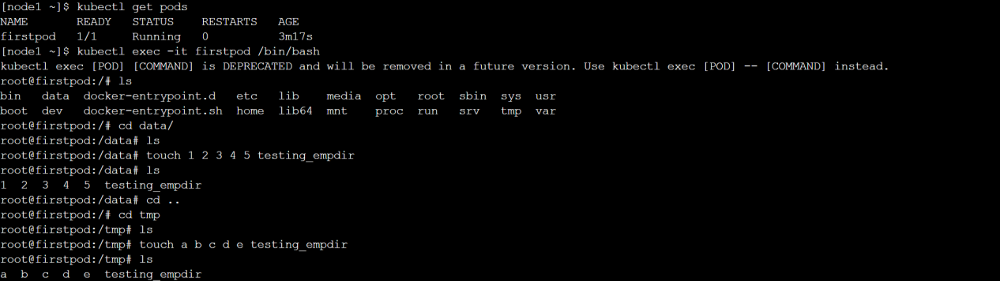 [node1 ~]$ kubectl get pods
NAME       READY   STATUS    RESTARTS   AGE
firstpod   1/1     Running   0          3m17s
[node1 ~]$ kubectl exec -it firstpod /bin/bash
kubectl exec [POD] [COMMAND] is DEPRECATED and will be removed in a future version. Use kubectl exec [POD] -- [COMMAND] instead.
root@firstpod:/# ls
bin   data  docker-entrypoint.d   etc   lib    media  opt   root  sbin  sys  usr
boot  dev   docker-entrypoint.sh  home  lib64  mnt    proc  run   srv   tmp  var
root@firstpod:/# cd data/
root@firstpod:/data# ls
root@firstpod:/data# touch 1 2 3 4 5 testing_empdir
root@firstpod:/data# ls
1  2  3  4  5  testing_empdir
root@firstpod:/data# cd ..
root@firstpod:/# cd tmp
root@firstpod:/tmp# ls
root@firstpod:/tmp# touch a b c d e testing_empdir
root@firstpod:/tmp# ls
a  b  c  d  e  testing_empdir